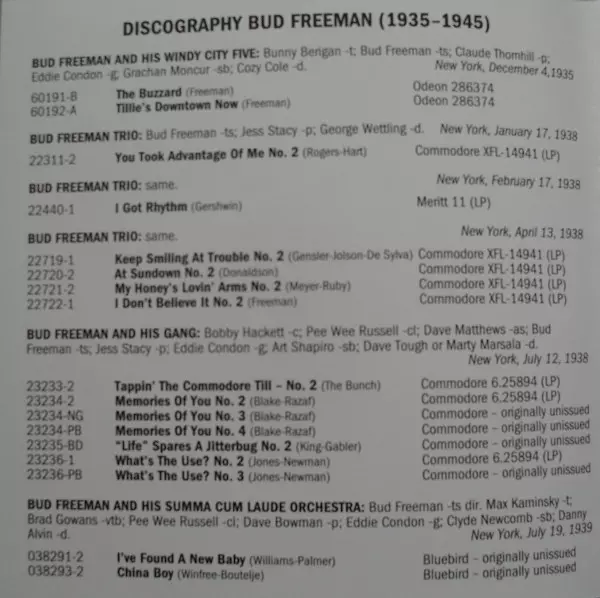 DISCOGRAPHY BUD FREEMAN (1935–1945)
BUD FREEMAN AND HIS WINDY CITY FIVE: Bunny Berigan -t; Bud Freeman -ts; Claude Thornhill -p;
Eddie Condon -g; Grachan Moncur -sb; Cozy Cole -d. New York, December 4, 1935
60191-B The Buzzard (Freeman) Odeon 286374
60192-A Tillie's Downtown Now (Freeman) Odeon 286374
BUD FREEMAN TRIO: Bud Freeman -ts; Jess Stacy -p; George Wettling -d. New York, January 17, 1938
22311-2 You Took Advantage Of Me No. 2 (Rogers-Hart) Commodore XFL-14941 (LP)
BUD FREEMAN TRIO: same. New York, February 17, 1938
22440-1 I Got Rhythm (Gershwin) Meritt 11 (LP)
BUD FREEMAN TRIO: same. New York, April 13, 1938
22719-1 Keep Smiling At Trouble No. 2 (Gensler-Jolson-De Sylva) Commodore XFL-14941 (LP)
22720-2 At Sundown No. 2 (Donaldson) Commodore XFL-14941 (LP)
22721-2 My Honey's Lovin' Arms No. 2 (Meyer-Ruby) Commodore XFL-14941 (LP)
22722-1 I Don't Believe It No. 2 (Freeman) Commodore XFL-14941 (LP)
BUD FREEMAN AND HIS GANG: Bobby Hackett -c; Pee Wee Russell -cl; Dave Matthews -as; Bud
Freeman -ts; Jess Stacy -p; Eddie Condon -g; Art Shapiro -sb; Dave Tough or Marty Marsala -d.
New York, July 12, 1938
23233-2 Tappin' The Commodore Till – No. 2 (The Bunch) Commodore 6.25894 (LP)
23234-2 Memories Of You No. 2 (Blake-Razaf) Commodore 6.25894 (LP)
23234-NG Memories Of You No. 3 (Blake-Razaf) Commodore – originally unissued
23234-PB Memories Of You No. 4 (Blake-Razaf) Commodore – originally unissued
23235-BD "Life" Spares A Jitterbug No. 2 (King-Gabler) Commodore – originally unissued
23236-1 What's The Use? No. 2 (Jones-Newman) Commodore 6.25894 (LP)
23236-PB What's The Use? No. 3 (Jones-Newman) Commodore – originally unissued
BUD FREEMAN AND HIS SUMMA CUM LAUDE ORCHESTRA: Bud Freeman -ts dir. Max Kaminsky -t;
Brad Gowans -vtb; Pee Wee Russell -cl; Dave Bowman -p; Eddie Condon -g; Clyde Newcomb -sb; Danny
Alvin -d. New York, July 19, 1939
038291-2 I've Found A New Baby (Williams-Palmer) Bluebird – originally unissued
038293-2 China Boy (Winfree-Boutelje) Bluebird – originally unissued